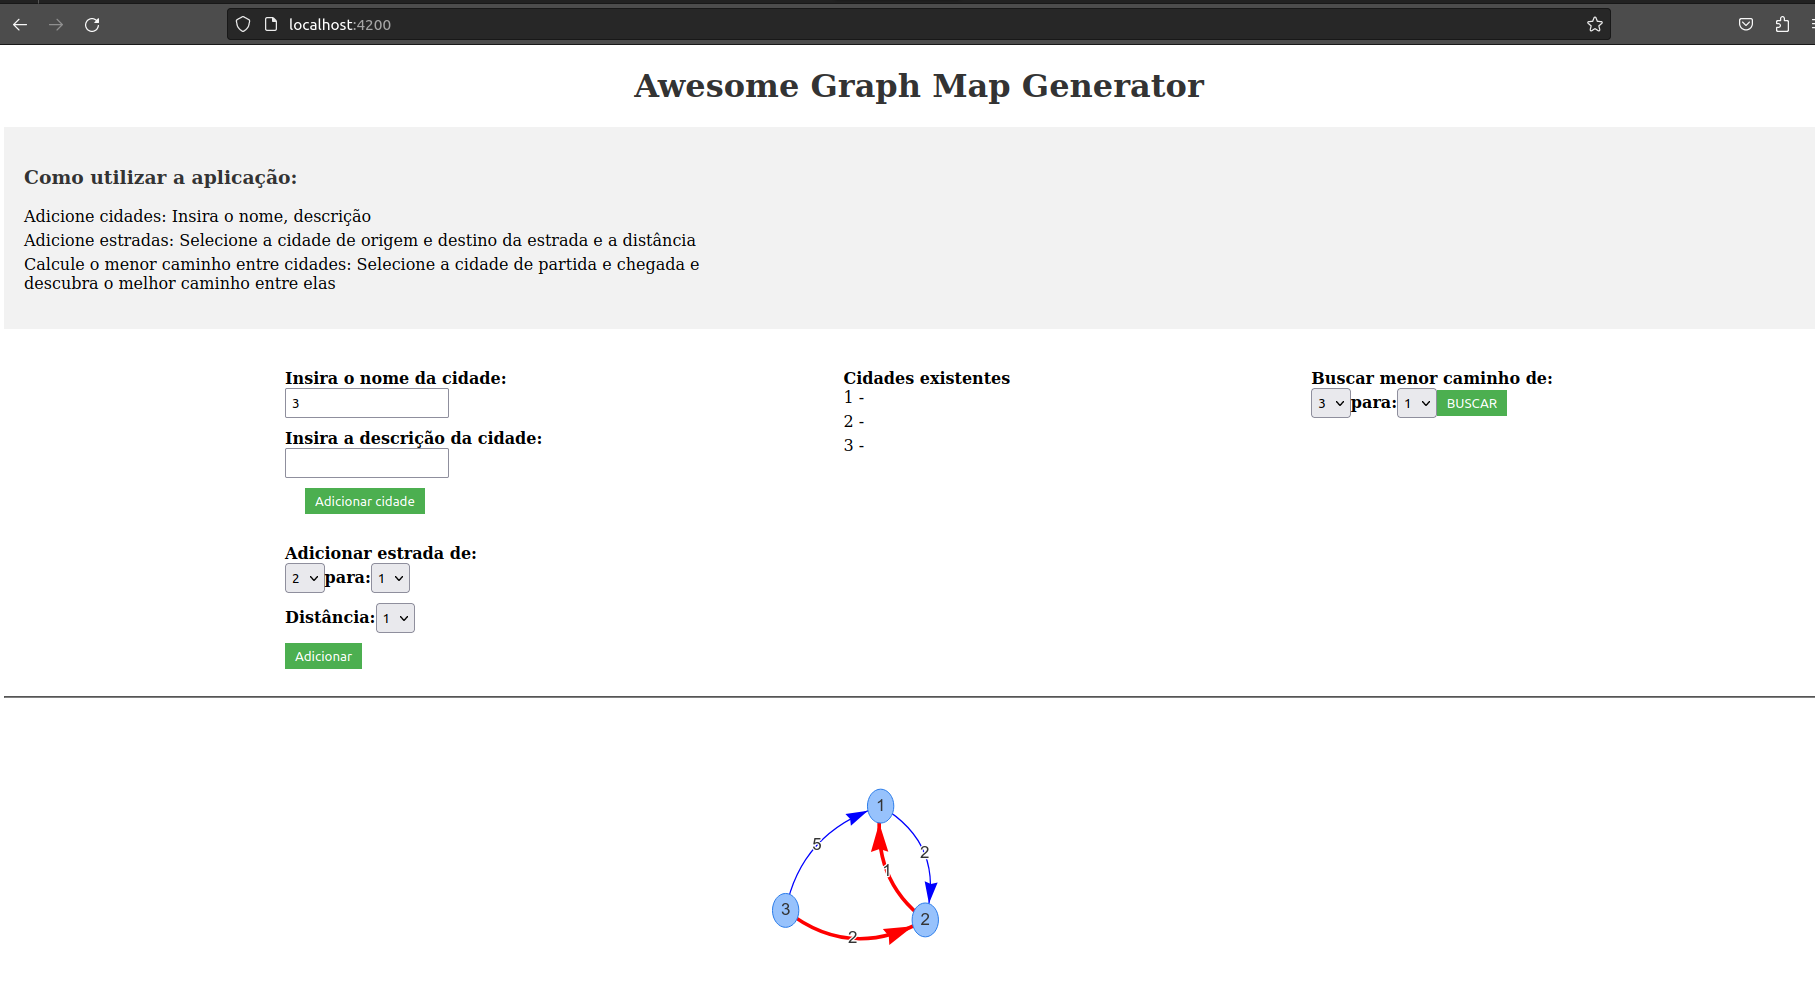 localhost:4200
Awesome Graph Map Generator
Como utilizar a aplicação:
Adicione cidades: Insira o nome, descrição
Adicione estradas: Selecione a cidade de origem e destino da estrada e a distância
Calcule o menor caminho entre cidades: Selecione a cidade de partida e chegada e
descubra o melhor caminho entre elas
Insira o nome da cidade:
3
Insira a descrição da cidade:
Adicionar cidade
Adicionar estrada de:
2 para: 1
Distância: 1
Adicionar
Cidades existentes
1 -
2 -
3 -
Buscar menor caminho de:
3 para: 1 BUSCAR
1
5
2
1
3
2
2